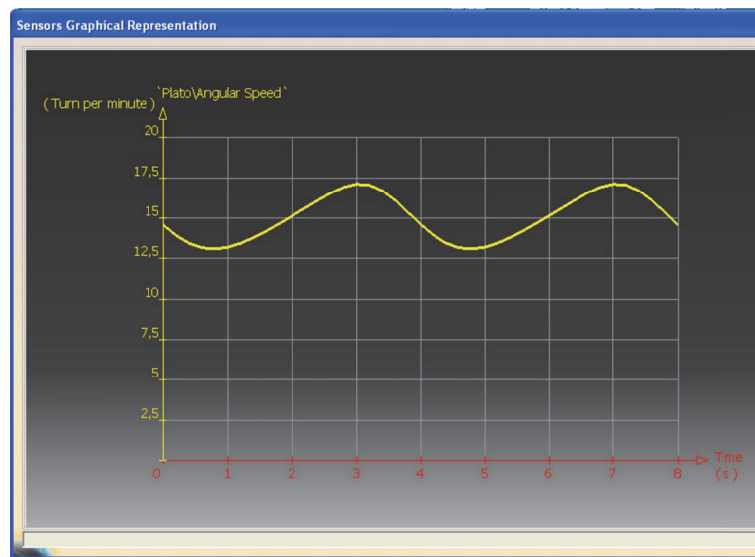 Sensors Graphical Representation
`Plato\Angular Speed`
(Turn per minute)
20
17,5
15
12,5
10
7,5
5
2,5
0 1 2 3 4 5 6 7 8
Time
(s)